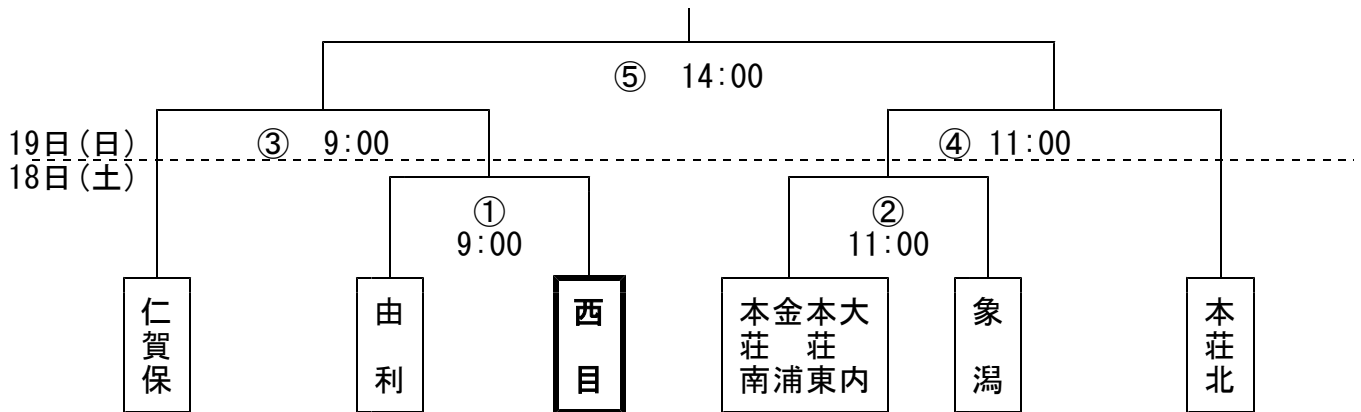 ⑤ 14:00
19日(日) ③ 9:00 ④ 11:00
18日(土)
① ②
9:00 11:00
仁賀保
由利
西目
本荘南
金浦
本荘東
大内
象潟
本荘北